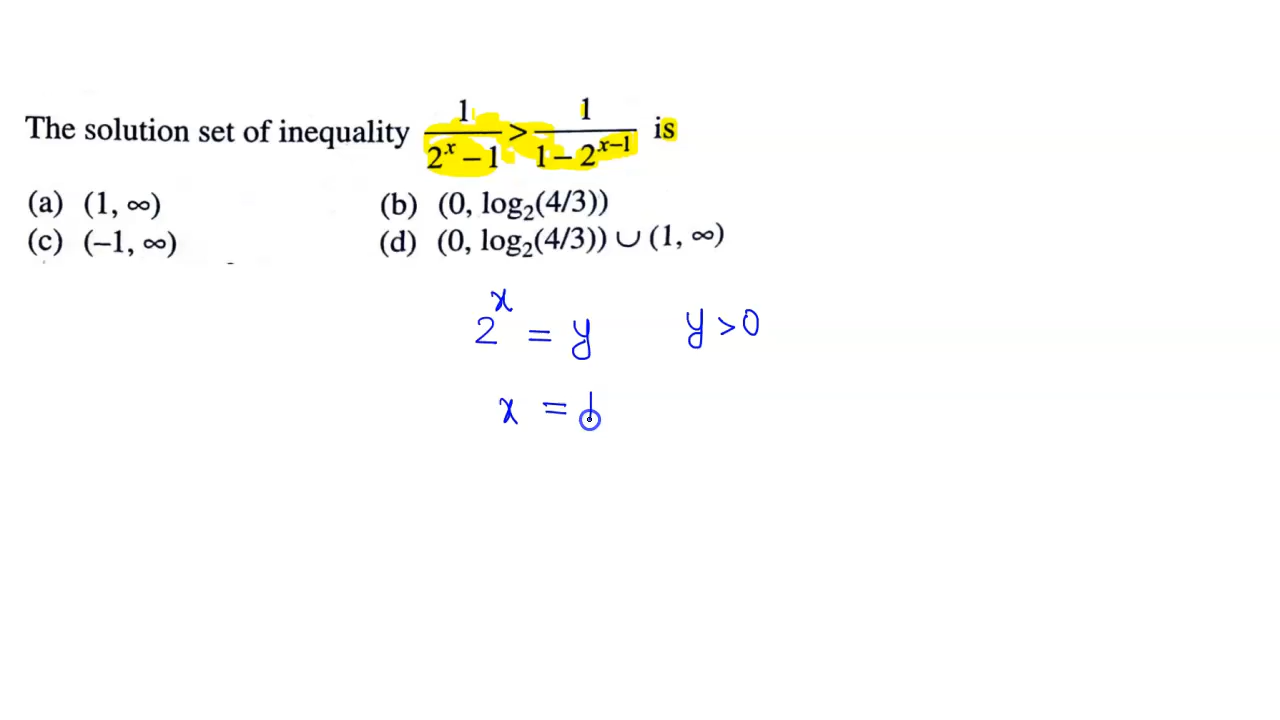 The solution set of inequality 1/(2^x − 1) > 1/(1 − 2^(x−1)) is
(a) (1, ∞) (b) (0, log₂(4/3))
(c) (−1, ∞) (d) (0, log₂(4/3)) ∪ (1, ∞)
2^x = y y > 0
x =